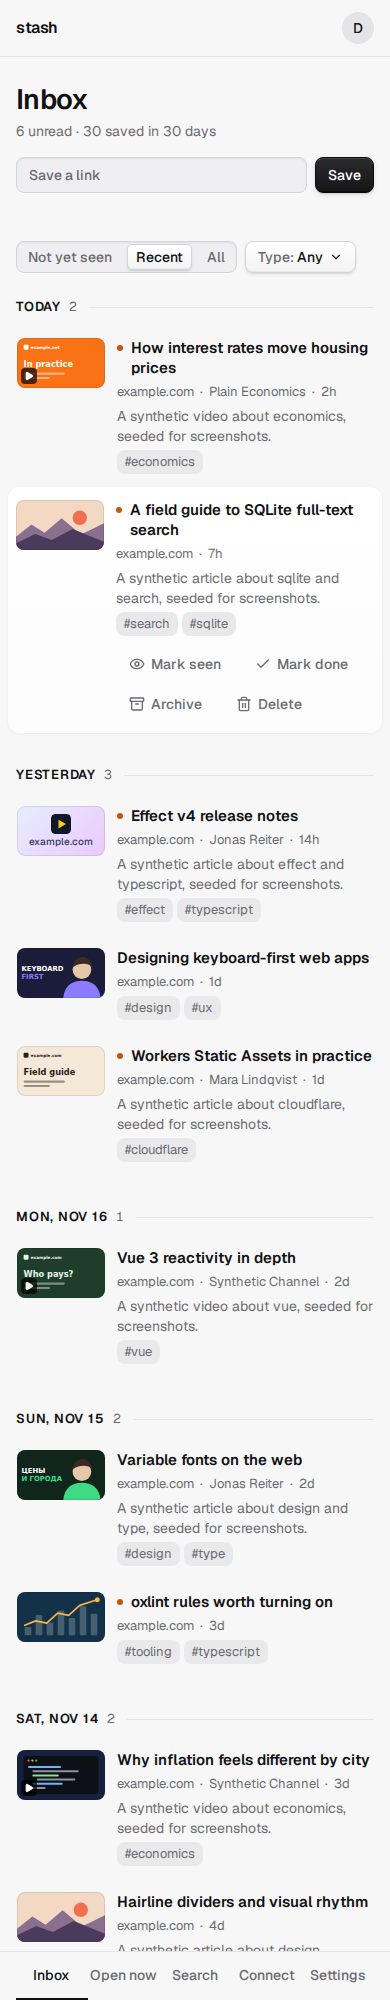 stash
D
Inbox
6 unread · 30 saved in 30 days
Save a link
Save
Not yet seen
Recent
All
Type: Any
TODAY 2
example.net
In practice
How interest rates move housing
prices
example.com · Plain Economics · 2h
A synthetic video about economics,
seeded for screenshots.
#economics
A field guide to SQLite full-text
search
example.com · 7h
A synthetic article about sqlite and
search, seeded for screenshots.
#search #sqlite
Mark seen
Mark done
Archive
Delete
YESTERDAY 3
example.com
Effect v4 release notes
example.com · Jonas Reiter · 14h
A synthetic article about effect and
typescript, seeded for screenshots.
#effect #typescript
KEYBOARD
FIRST
Designing keyboard-first web apps
example.com · 1d
#design #ux
example.com
Field guide
Workers Static Assets in practice
example.com · Mara Lindqvist · 1d
A synthetic article about cloudflare,
seeded for screenshots.
#cloudflare
MON, NOV 16 1
example.com
Who pays?
Vue 3 reactivity in depth
example.com · Synthetic Channel · 2d
A synthetic video about vue, seeded for
screenshots.
#vue
SUN, NOV 15 2
ЦЕНЫ
И ГОРОДА
Variable fonts on the web
example.com · Jonas Reiter · 2d
A synthetic article about design and
type, seeded for screenshots.
#design #type
oxlint rules worth turning on
example.com · 3d
#tooling #typescript
SAT, NOV 14 2
Why inflation feels different by city
example.com · Synthetic Channel · 3d
A synthetic video about economics,
seeded for screenshots.
#economics
Hairline dividers and visual rhythm
example.com · 4d
A synthetic article about design
Inbox
Open now
Search
Connect
Settings